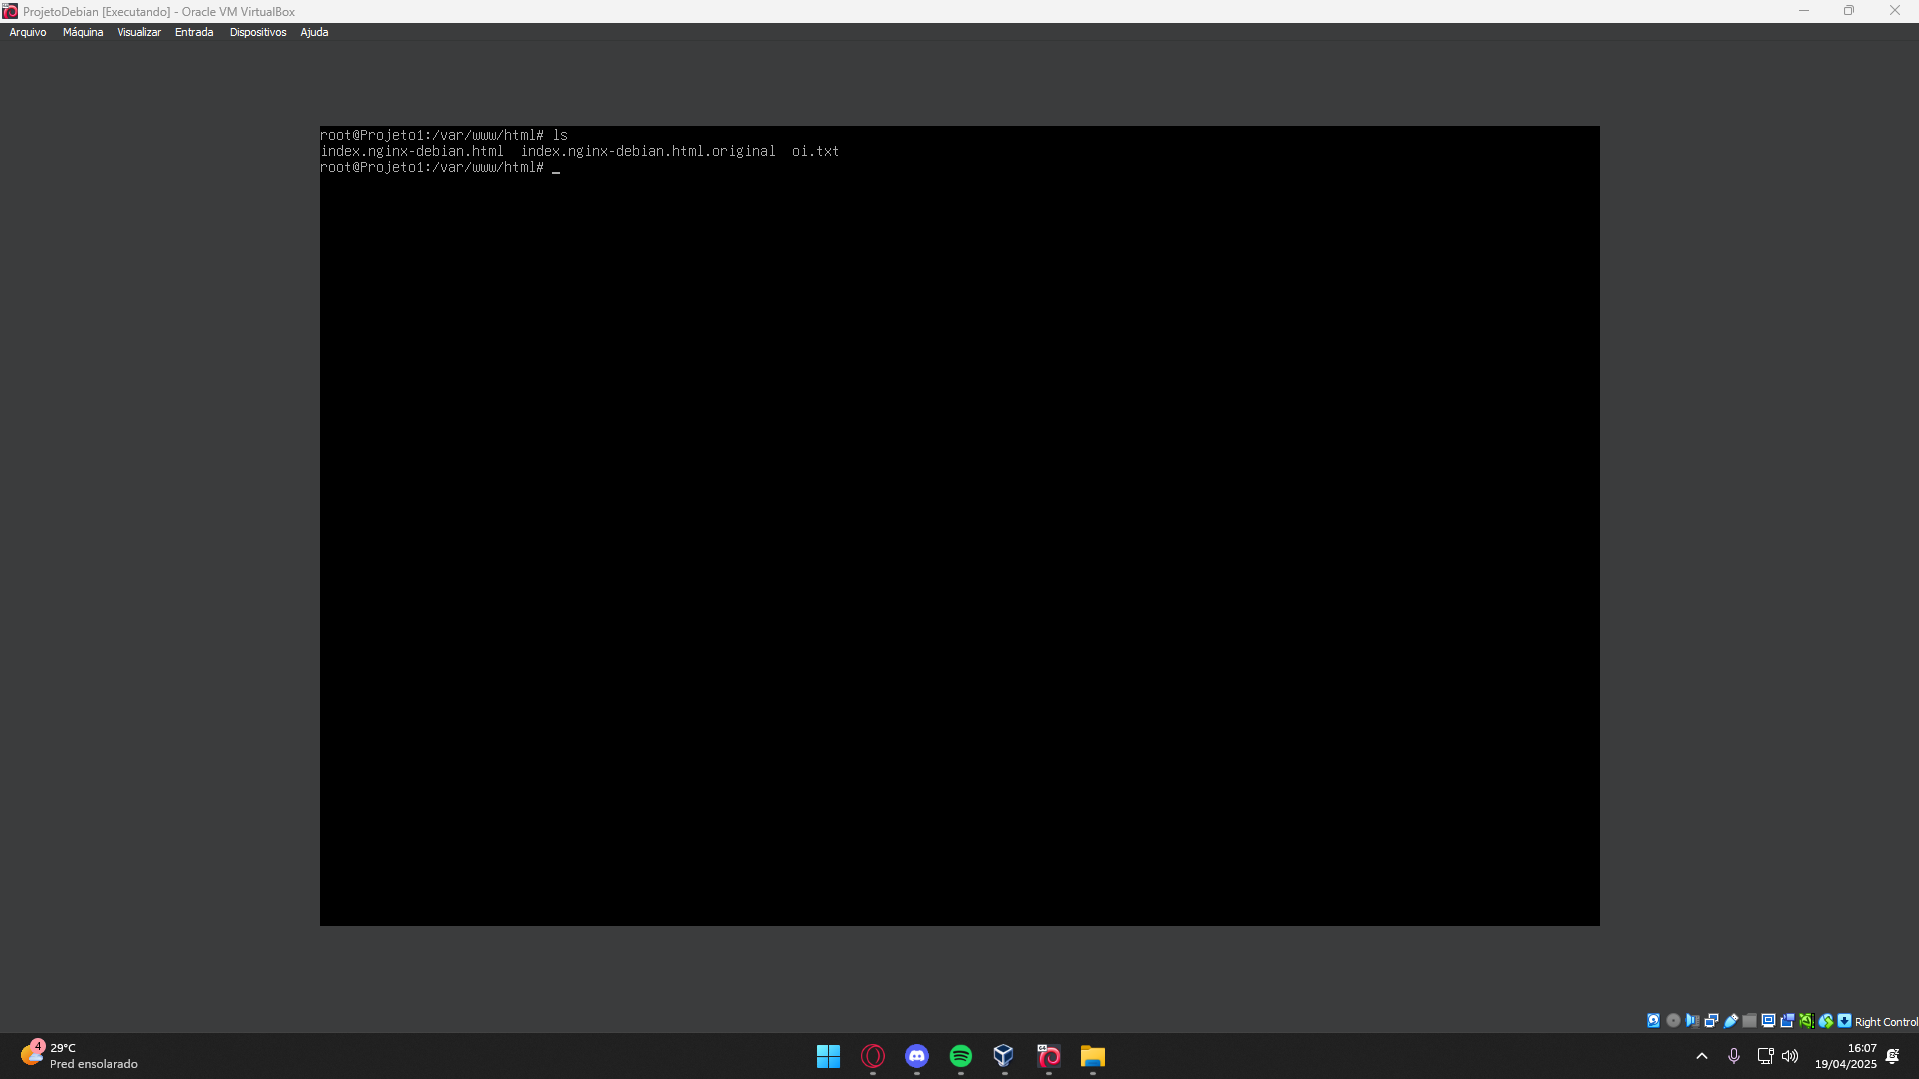 ProjetoDebian [Executando] - Oracle VM VirtualBox
Arquivo Máquina Visualizar Entrada Dispositivos Ajuda
root@Projeto1:/var/www/html# ls
index.nginx-debian.html index.nginx-debian.html.original oi.txt
root@Projeto1:/var/www/html# _
Right Control
4
29°C
Pred ensolarado
16:07
19/04/2025